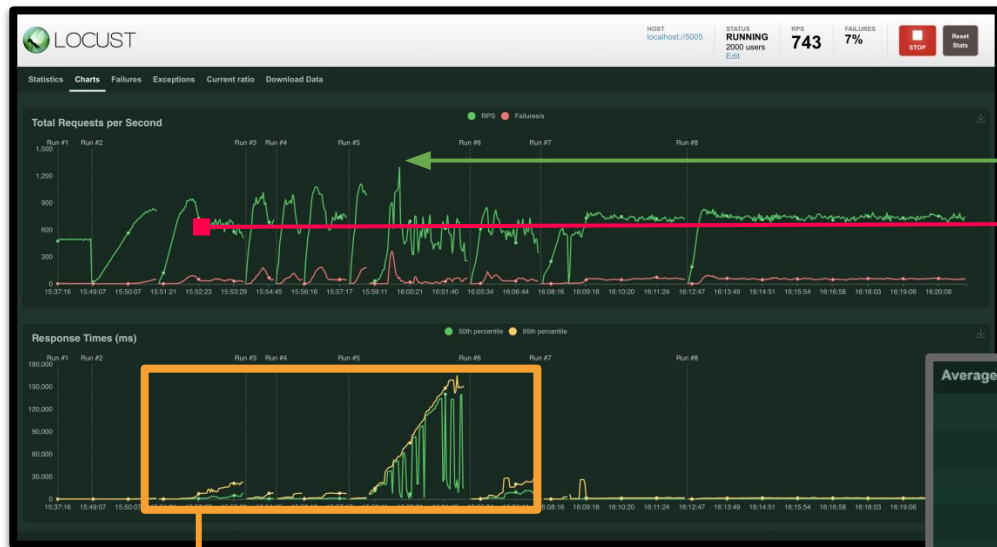 LOCUST
HOST
localhost://5005
STATUS
RUNNING
2000 users
Edit
RPS
743
FAILURES
7%
STOP
Reset
Stats
Statistics Charts Failures Exceptions Current ratio Download Data
Total Requests per Second
RPS Failures/s
Run #1 Run #2 Run #3 Run #4 Run #5 Run #6 Run #7 Run #8
1,500
1,200
900
600
300
0
15:37:16 15:49:07 15:50:07 15:51:21 15:52:23 15:53:29 15:54:45 15:56:16 15:57:17 15:59:11 16:00:21 16:01:40 16:05:34 16:06:44 16:08:16 16:09:18 16:10:20 16:11:24 16:12:47 16:13:49 16:14:51 16:15:54 16:16:58 16:18:03 16:19:06 16:20:08
Response Times (ms)
50th percentile 95th percentile
Run #1 Run #2 Run #3 Run #4 Run #5 Run #6 Run #7 Run #8
180,000
150,000
120,000
90,000
60,000
30,000
0
15:37:16 15:49:07 16:09:18 16:10:20 16:11:24 16:12:47 16:13:49 16:14:51 16:15:54 16:16:58 16:18:03 16:19:06
Average